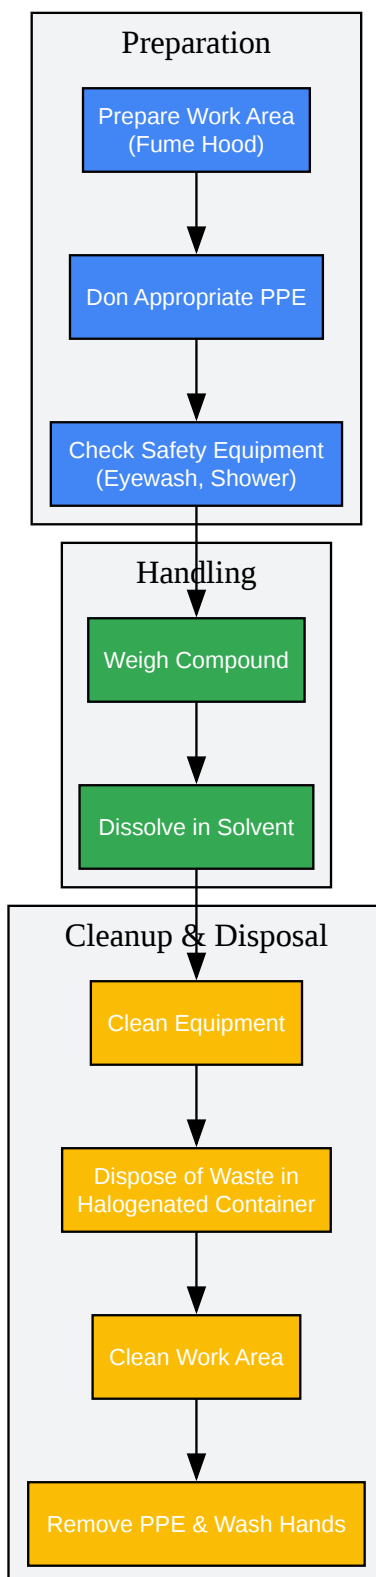 Preparation
Prepare Work Area
(Fume Hood)
Don Appropriate PPE
Check Safety Equipment
(Eyewash, Shower)
Handling
Weigh Compound
Dissolve in Solvent
Cleanup & Disposal
Clean Equipment
Dispose of Waste in
Halogenated Container
Clean Work Area
Remove PPE & Wash Hands